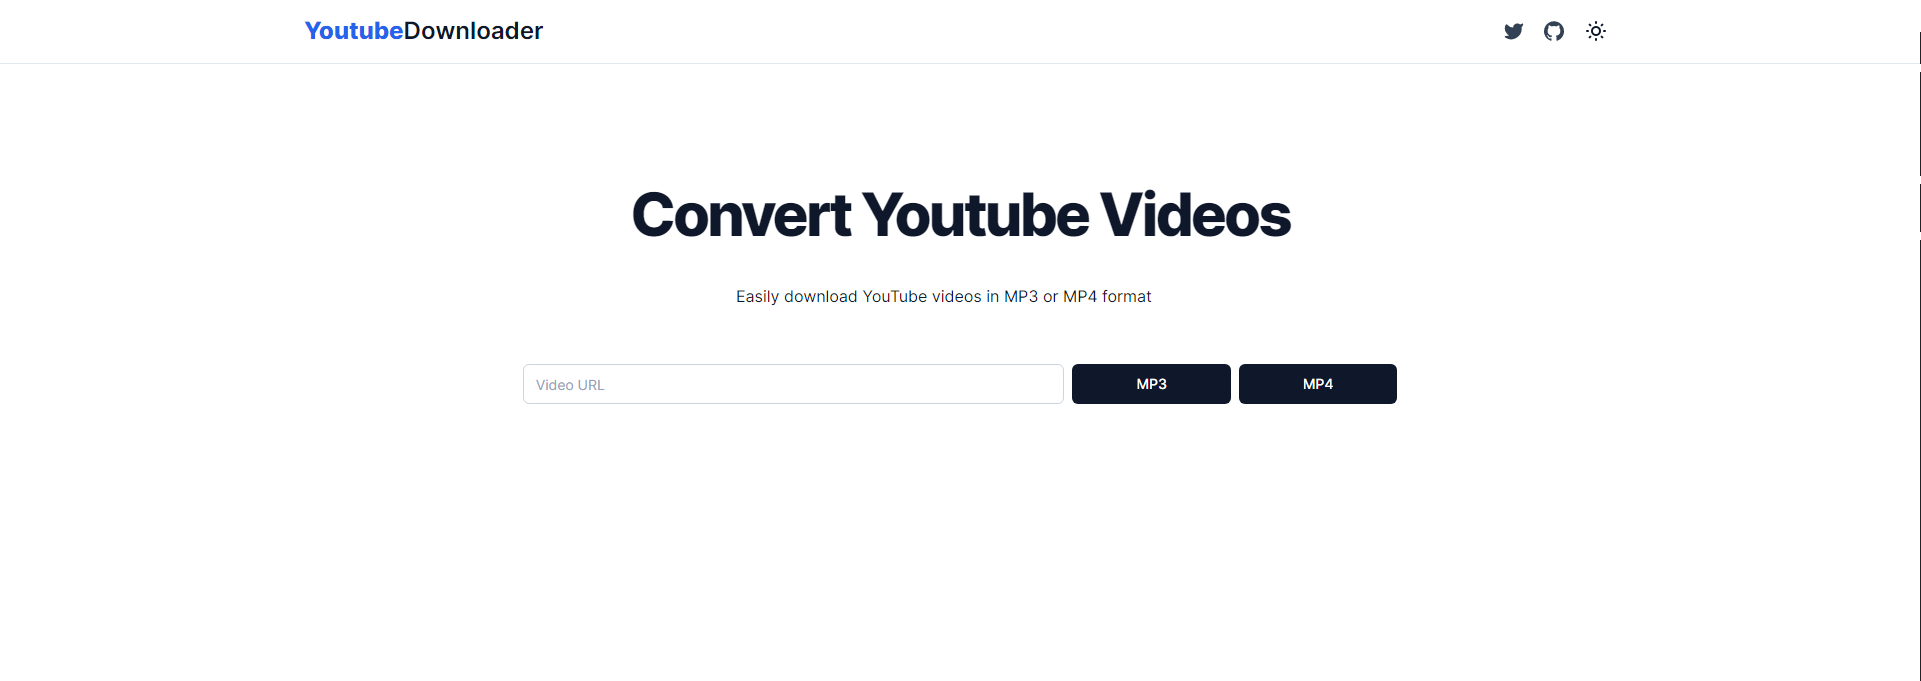 YoutubeDownloader
Convert Youtube Videos
Easily download YouTube videos in MP3 or MP4 format
Video URL
MP3
MP4